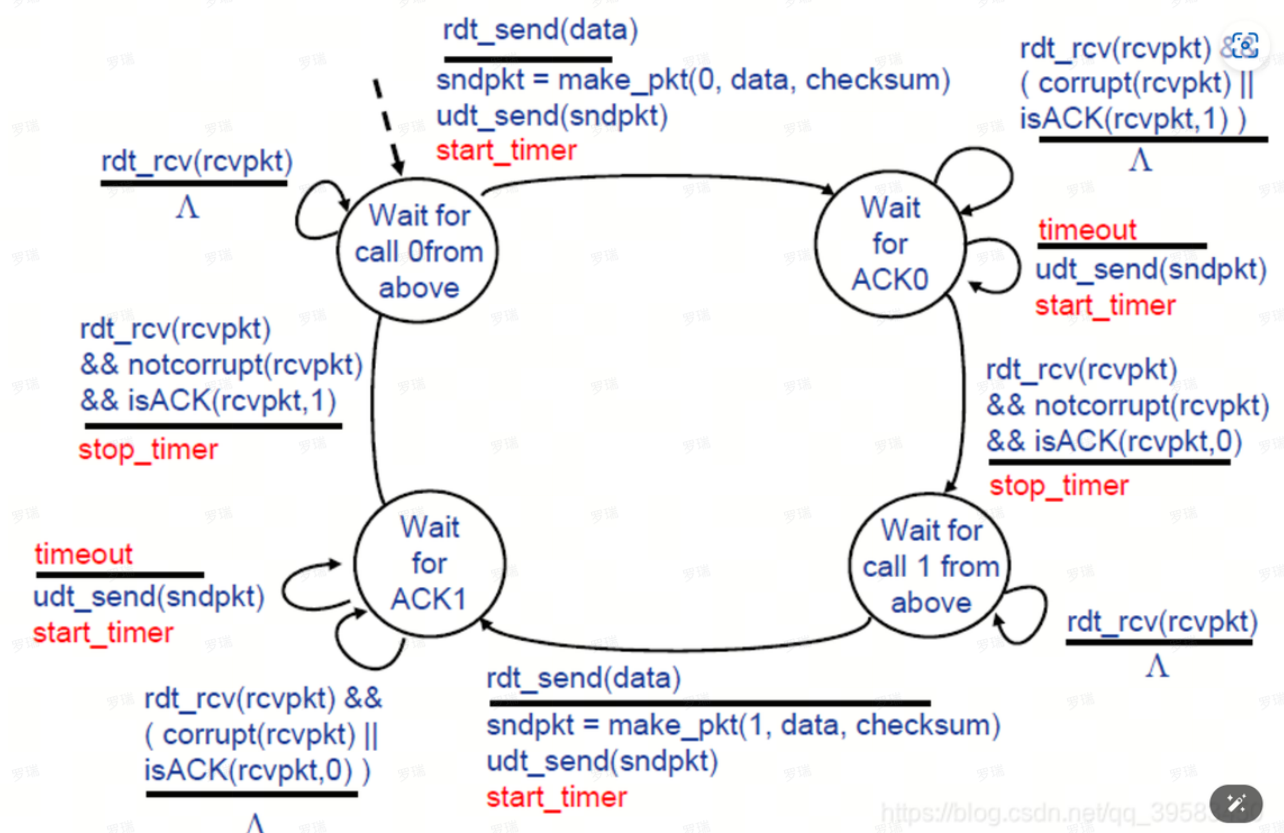 rdt_send(data)
sndpkt = make_pkt(0, data, checksum)
udt_send(sndpkt)
start_timer
rdt_rcv(rcvpkt) &&
( corrupt(rcvpkt) ||
isACK(rcvpkt,1) )
Λ
rdt_rcv(rcvpkt)
Λ
Wait for
call 0from
above
Wait
for
ACK0
timeout
udt_send(sndpkt)
start_timer
rdt_rcv(rcvpkt)
&& notcorrupt(rcvpkt)
&& isACK(rcvpkt,1)
stop_timer
rdt_rcv(rcvpkt)
&& notcorrupt(rcvpkt)
&& isACK(rcvpkt,0)
stop_timer
Wait
for
ACK1
Wait for
call 1 from
above
timeout
udt_send(sndpkt)
start_timer
rdt_rcv(rcvpkt)
Λ
rdt_rcv(rcvpkt) &&
( corrupt(rcvpkt) ||
isACK(rcvpkt,0) )
Λ
rdt_send(data)
sndpkt = make_pkt(1, data, checksum)
udt_send(sndpkt)
start_timer